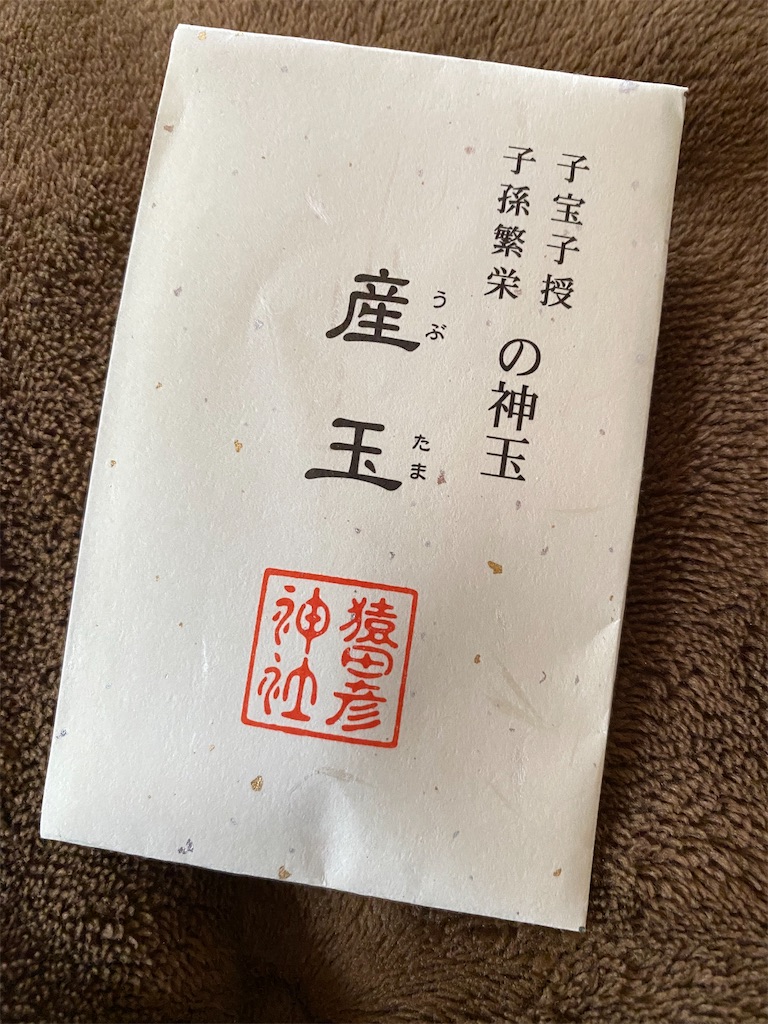 子宝子授
子孫繁栄
の神玉
産玉
うぶ
たま
猿田彦
神社